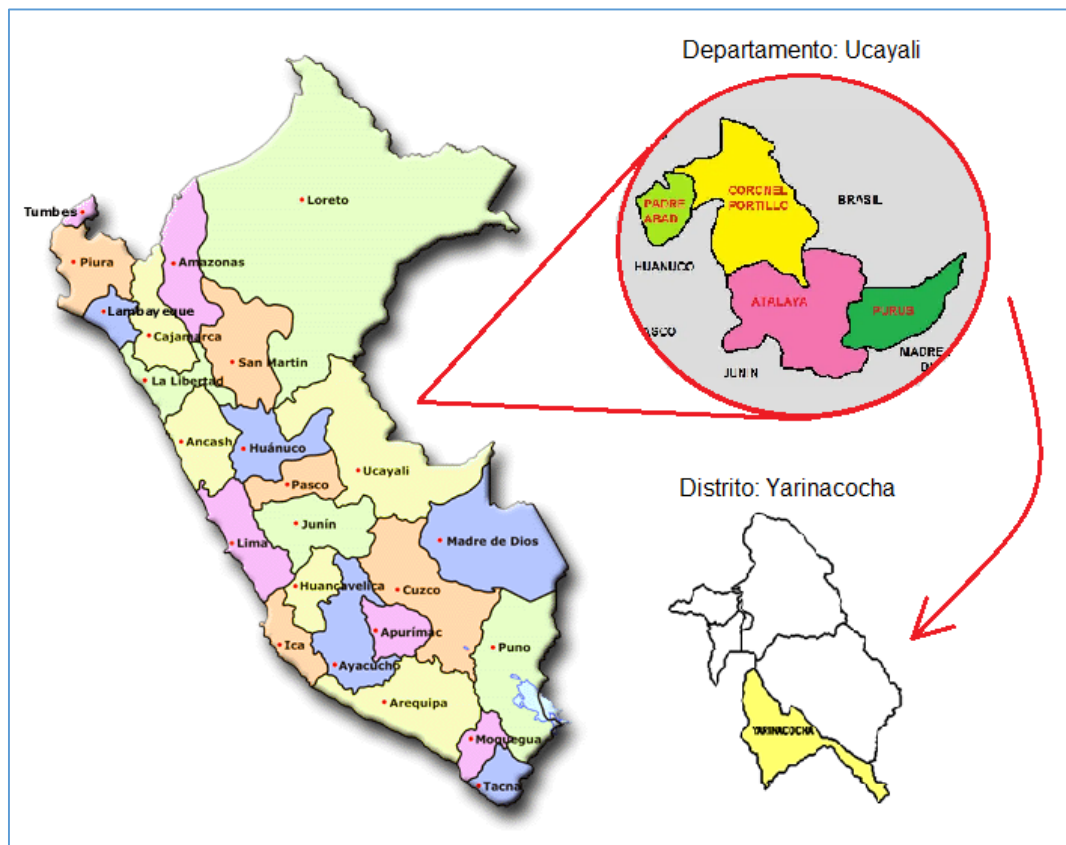 Departamento: Ucayali
Loreto
Tumbes
Piura
Amazonas
Lambayeque
Cajamarca
San Martin
La Libertad
Ancash
Huánuco
Ucayali
Pasco
Junín
Lima
Madre de Dios
Huancavelica
Cuzco
Apurímac
Ica
Ayacucho
Puno
Arequipa
Moquegua
Tacna
PADRE
ABAD
CORONEL
PORTILLO
BRASIL
HUANUCO
ATALAYA
PURUS
ASCO
JUNIN
MADRE
DI
Distrito: Yarinacocha
YARINACOCHA